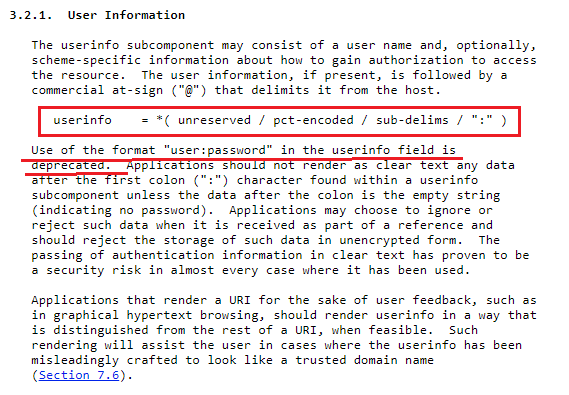 3.2.1. User Information
The userinfo subcomponent may consist of a user name and, optionally,
scheme-specific information about how to gain authorization to access
the resource. The user information, if present, is followed by a
commercial at-sign ("@") that delimits it from the host.
userinfo = *( unreserved / pct-encoded / sub-delims / ":" )
Use of the format "user:password" in the userinfo field is
deprecated. Applications should not render as clear text any data
after the first colon (":") character found within a userinfo
subcomponent unless the data after the colon is the empty string
(indicating no password). Applications may choose to ignore or
reject such data when it is received as part of a reference and
should reject the storage of such data in unencrypted form. The
passing of authentication information in clear text has proven to be
a security risk in almost every case where it has been used.
Applications that render a URI for the sake of user feedback, such as
in graphical hypertext browsing, should render userinfo in a way that
is distinguished from the rest of a URI, when feasible. Such
rendering will assist the user in cases where the userinfo has been
misleadingly crafted to look like a trusted domain name
(Section 7.6).